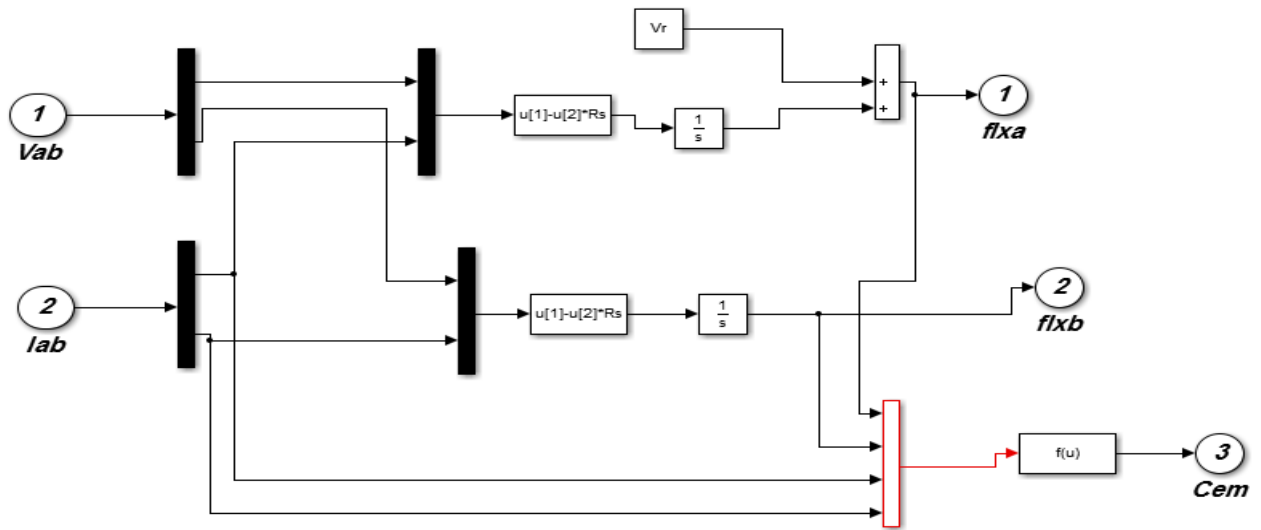 Vr
1
Vab
u[1]-u[2]*Rs
1
s
+
+
1
flxa
2
Iab
u[1]-u[2]*Rs
1
s
2
flxb
f(u)
3
Cem